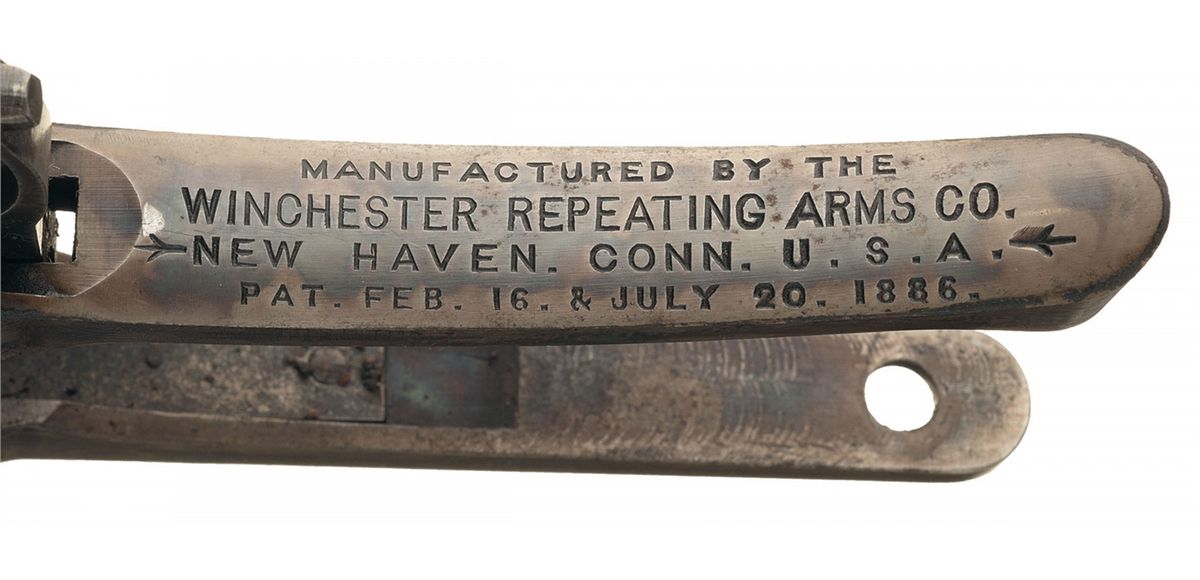 MANUFACTURED BY THE
WINCHESTER REPEATING ARMS CO.
NEW HAVEN. CONN. U. S. A.
PAT. FEB. 16. & JULY 20. 1886.